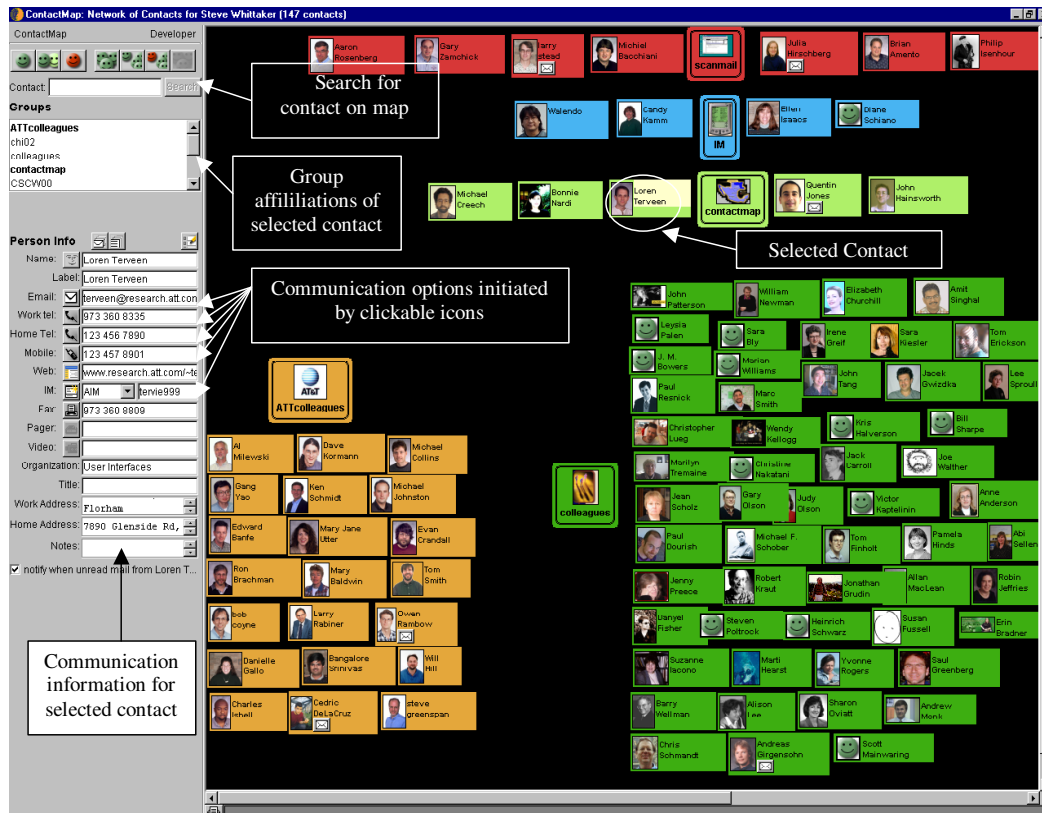 ContactMap: Network of Contacts for Steve Whittaker (147 contacts)
ContactMap Developer
Contact: Search
Groups
ATTcolleagues
chi02
colleagues
contactmap
CSCW00
Person Info
Name: Loren Terveen
Label: Loren Terveen
Email: terveen@research.att.com
Work tel: 973 360 8335
Home Tel: 123 456 7890
Mobile: 123 457 8901
Web: www.research.att.com/~te
IM: AIM tervie999
Fax: 973 360 8809
Pager:
Video:
Organization: User Interfaces
Title:
Work Address: Florham
Home Address: 7890 Glenside Rd,
Notes:
notify when unread mail from Loren T...
Search for
contact on map
Group
affililiations of
selected contact
Selected Contact
Communication options initiated
by clickable icons
Communication
information for
selected contact
Aaron
Rosenberg
Gary
Zamchick
Michiel
Bacchiani
scanmail
Julia
Hirschberg
Brian
Amento
Philip
Isenhour
Walendo
Candy
Kamm
IM
Ellen
Isaacs
Diane
Schiano
Michael
Creech
Bonnie
Nardi
Loren
Terveen
contactmap
Quentin
Jones
John
Hainsworth
AT&T
ATTcolleagues
Al
Milewski
Dave
Kormann
Michael
Collins
Gang
Yao
Ken
Schmidt
Michael
Johnston
Edward
Banfe
Mary Jane
Utter
Evan
Crandall
Ron
Brachman
Mary
Baldwin
Tom
Smith
bob
coyne
Larry
Rabiner
Owen
Rambow
Danielle
Gallo
Bangalore
Srinivas
Will
Hill
Charles
Isbell
Cedric
DeLaCruz
steve
greenspan
colleagues
John
Patterson
William
Newman
Elizabeth
Churchill
Amit
Singhal
Leysia
Palen
Sara
Bly
Irene
Greif
Sara
Kiesler
Tom
Erickson
J. M.
Bowers
Marian
Williams
John
Tang
Jacek
Gwizdka
Lee
Sproull
Paul
Resnick
Marc
Smith
Christopher
Lueg
Wendy
Kellogg
Kris
Halverson
Bill
Sharpe
Marilyn
Tremaine
Christine
Nakatani
Jack
Carroll
Joe
Walther
Jean
Scholz
Gary
Olson
Judy
Olson
Victor
Kaptelinin
Anne
Anderson
Paul
Dourish
Michael F.
Schober
Tom
Finholt
Pamela
Hinds
Abi
Sellen
Jenny
Preece
Robert
Kraut
Jonathan
Grudin
Allan
MacLean
Robin
Jeffries
Danyel
Fisher
Steven
Poltrock
Heinrich
Schwarz
Susan
Fussell
Erin
Bradner
Suzanne
Iacono
Marti
Hearst
Yvonne
Rogers
Saul
Greenberg
Barry
Wellman
Alison
Lee
Sharon
Oviatt
Andrew
Monk
Chris
Schmandt
Andreas
Girgensohn
Scott
Mainwaring